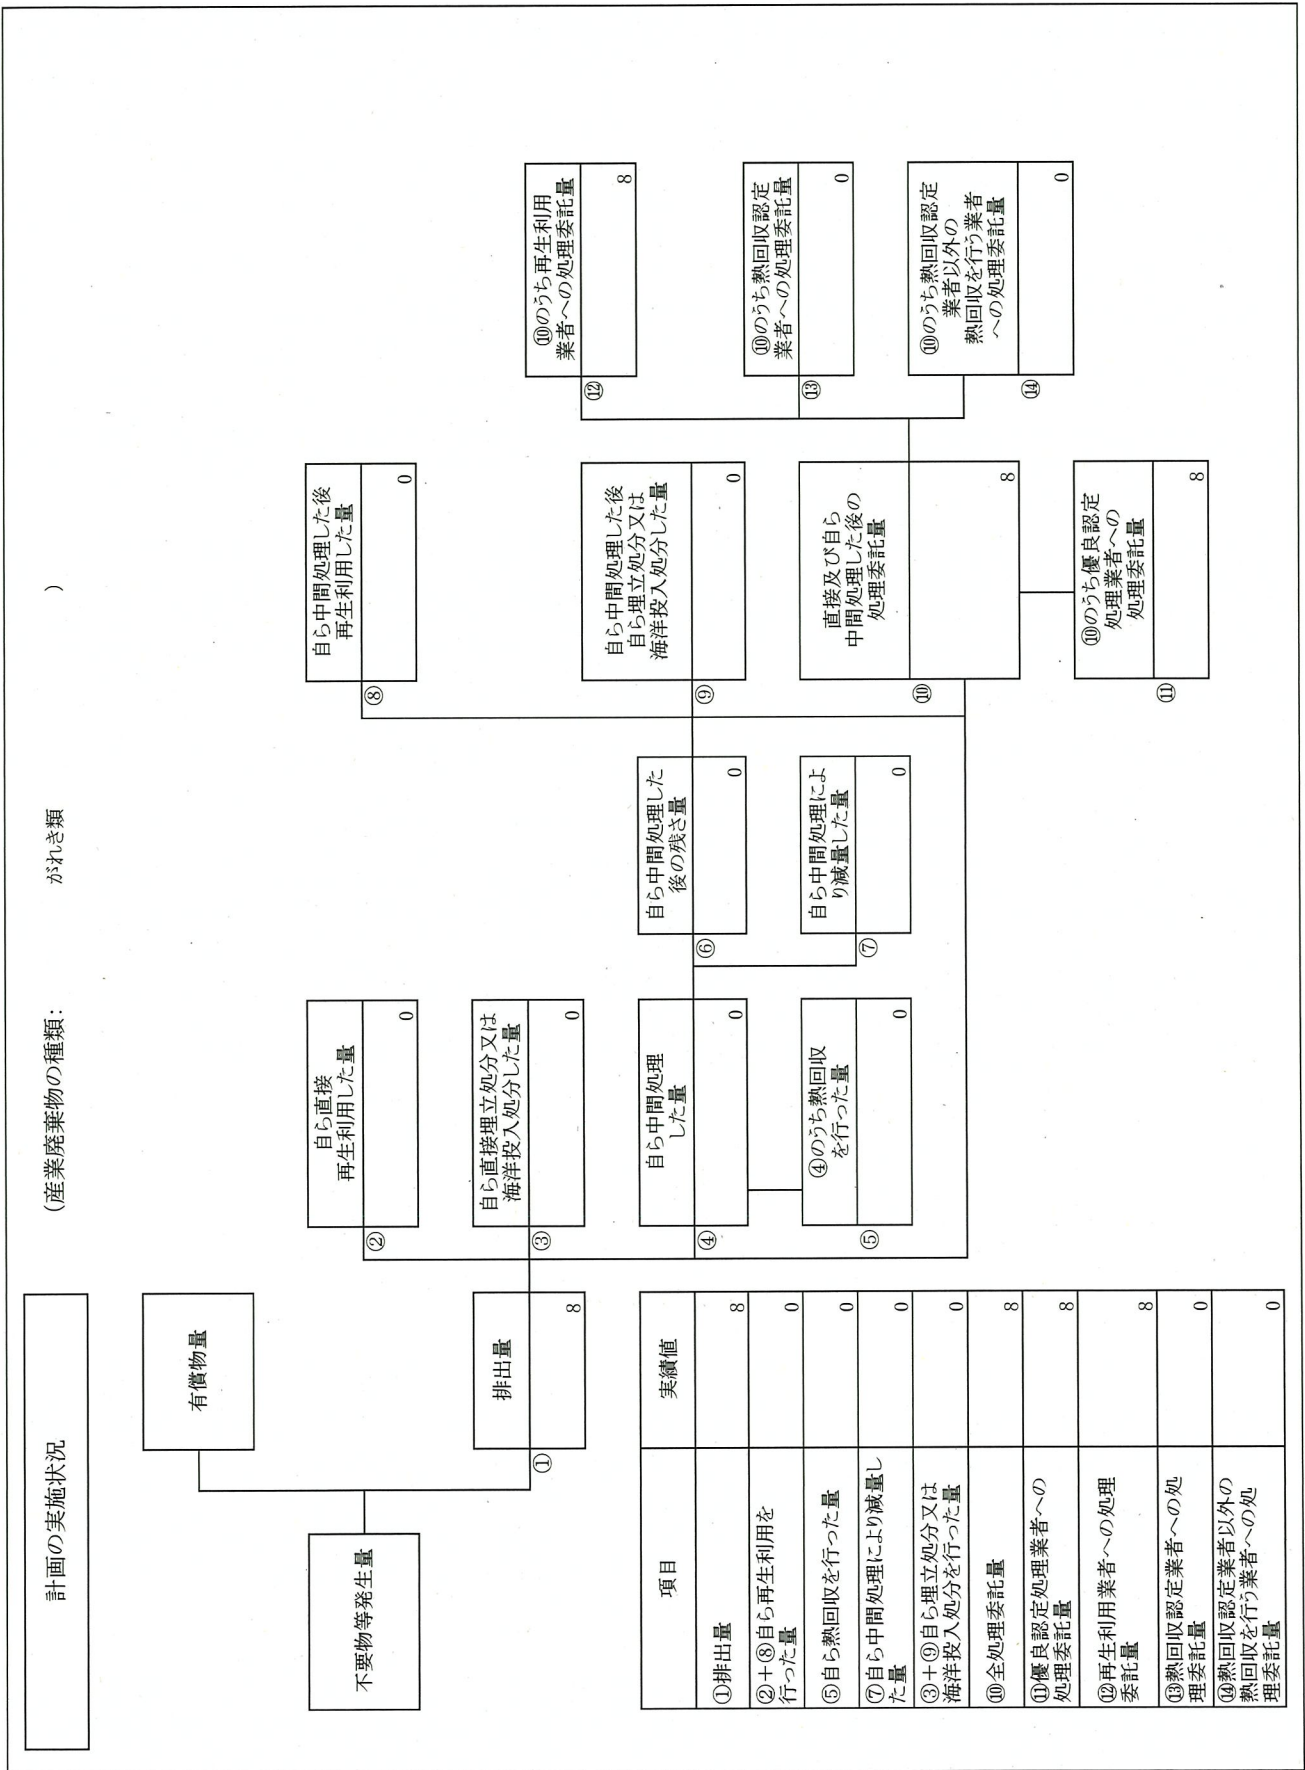 計画の実施状況
(産業廃棄物の種類:
がれき類
)
不要物等発生量
有償物量
排出量
①
8
自ら直接
再生利用した量
②
0
自ら直接埋立処分又は
海洋投入処分した量
③
0
自ら中間処理
した量
④
0
④のうち熱回収
を行った量
⑤
0
自ら中間処理した
後の残さ量
⑥
0
自ら中間処理によ
り減量した量
⑦
0
自ら中間処理した後
再生利用した量
⑧
0
自ら中間処理した後
自ら埋立処分又は
海洋投入処分した量
⑨
0
直接及び自ら
中間処理した後の
処理委託量
⑩
8
⑩のうち優良認定
処理業者への
処理委託量
⑪
8
⑩のうち再生利用
業者への処理委託量
⑫
8
⑩のうち熱回収認定
業者への処理委託量
⑬
0
⑩のうち熱回収認定
業者以外の
熱回収を行う業者
への処理委託量
⑭
0
項目 実績値
①排出量 8
②+⑧自ら再生利用を
行った量 0
⑤自ら熱回収を行った量 0
⑦自ら中間処理により減量し
た量 0
③+⑨自ら埋立処分又は
海洋投入処分を行った量 0
⑩全処理委託量 8
⑪優良認定処理業者への
処理委託量 8
⑫再生利用業者への処理
委託量 8
⑬熱回収認定業者への処
理委託量 0
⑭熱回収認定業者以外の
熱回収を行う業者への処
理委託量 0